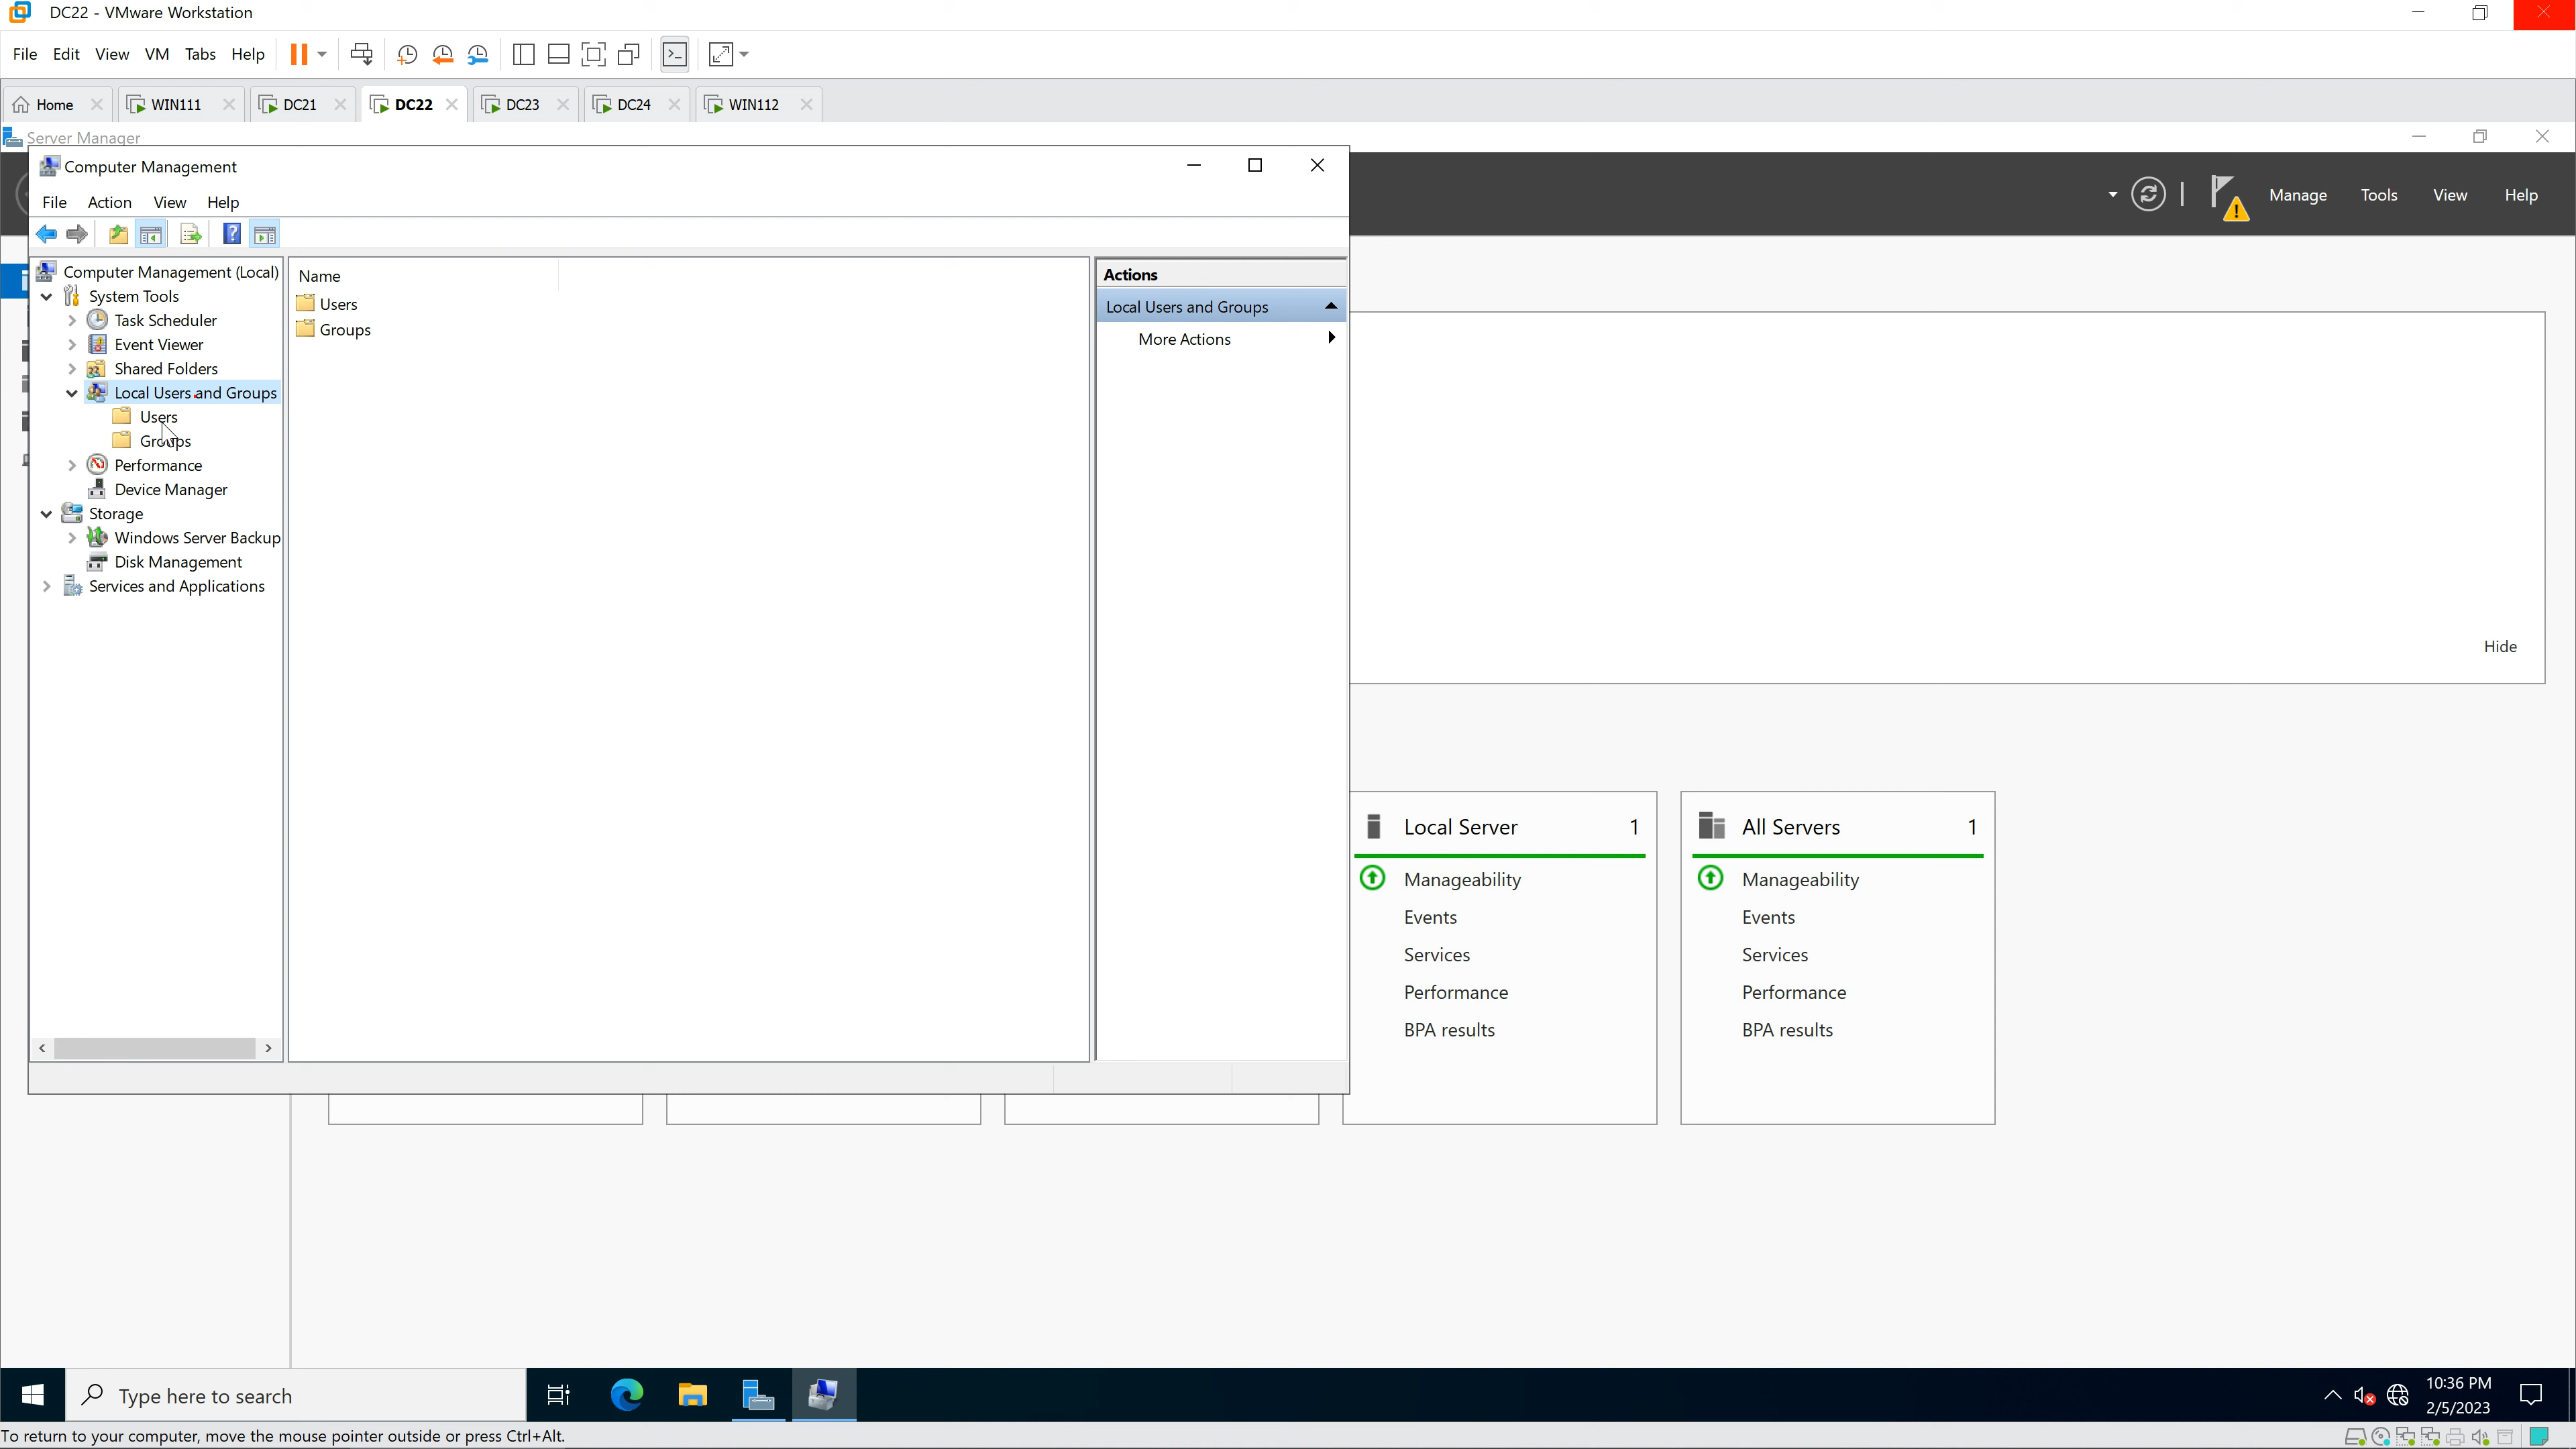 DC22 - VMware Workstation
File Edit View VM Tabs Help
Home WIN111 DC21 DC22 DC23 DC24 WIN112
Server Manager
Manage Tools View Help
Computer Management
File Action View Help
Computer Management (Local)
System Tools
Task Scheduler
Event Viewer
Shared Folders
Local Users and Groups
Users
Groups
Performance
Device Manager
Storage
Windows Server Backup
Disk Management
Services and Applications
Name
Users
Groups
Actions
Local Users and Groups
More Actions
Hide
Local Server 1
Manageability
Events
Services
Performance
BPA results
All Servers 1
Manageability
Events
Services
Performance
BPA results
Type here to search
10:36 PM
2/5/2023
To return to your computer, move the mouse pointer outside or press Ctrl+Alt.